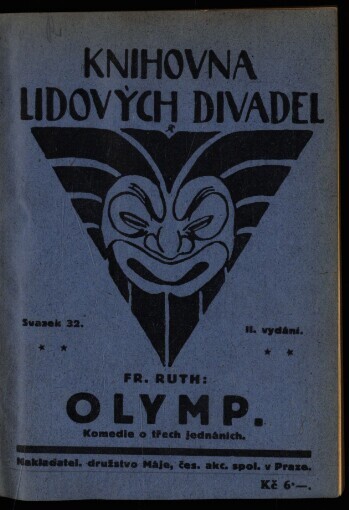 KNIHOVNA
LIDOVÝCH DIVADEL
Svazek 32.
II. vydání.
FR. RUTH:
OLYMP.
Komedie o třech jednáních.
Nakladatel. družstvo Máje, čes. akc. spol. v Praze.
Kč 6·—.